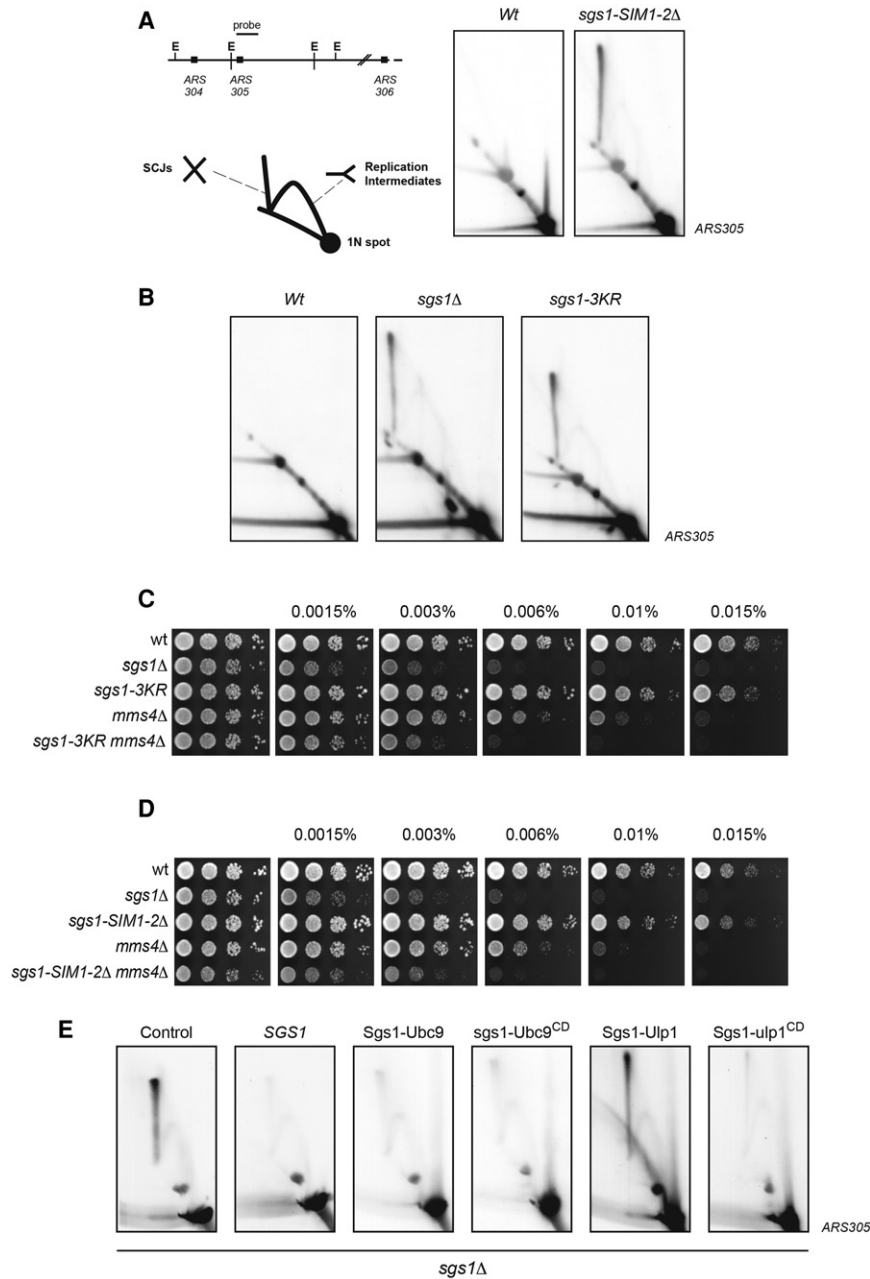 A
probe
E E E E
ARS 304
ARS 305
ARS 306
SCJs
Replication
Intermediates
1N spot
Wt sgs1-SIM1-2Δ
ARS305
B
Wt sgs1Δ sgs1-3KR
ARS305
C
0.0015% 0.003% 0.006% 0.01% 0.015%
wt
sgs1Δ
sgs1-3KR
mms4Δ
sgs1-3KR mms4Δ
D
0.0015% 0.003% 0.006% 0.01% 0.015%
wt
sgs1Δ
sgs1-SIM1-2Δ
mms4Δ
sgs1-SIM1-2Δ mms4Δ
E
Control SGS1 Sgs1-Ubc9 sgs1-Ubc9CD Sgs1-Ulp1 Sgs1-ulp1CD
ARS305
sgs1Δ